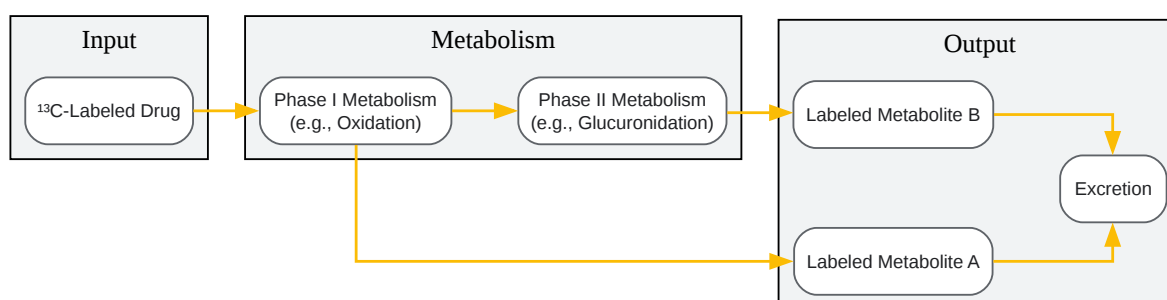 Input
¹³C-Labeled Drug
Metabolism
Phase I Metabolism
(e.g., Oxidation)
Phase II Metabolism
(e.g., Glucuronidation)
Output
Labeled Metabolite B
Excretion
Labeled Metabolite A